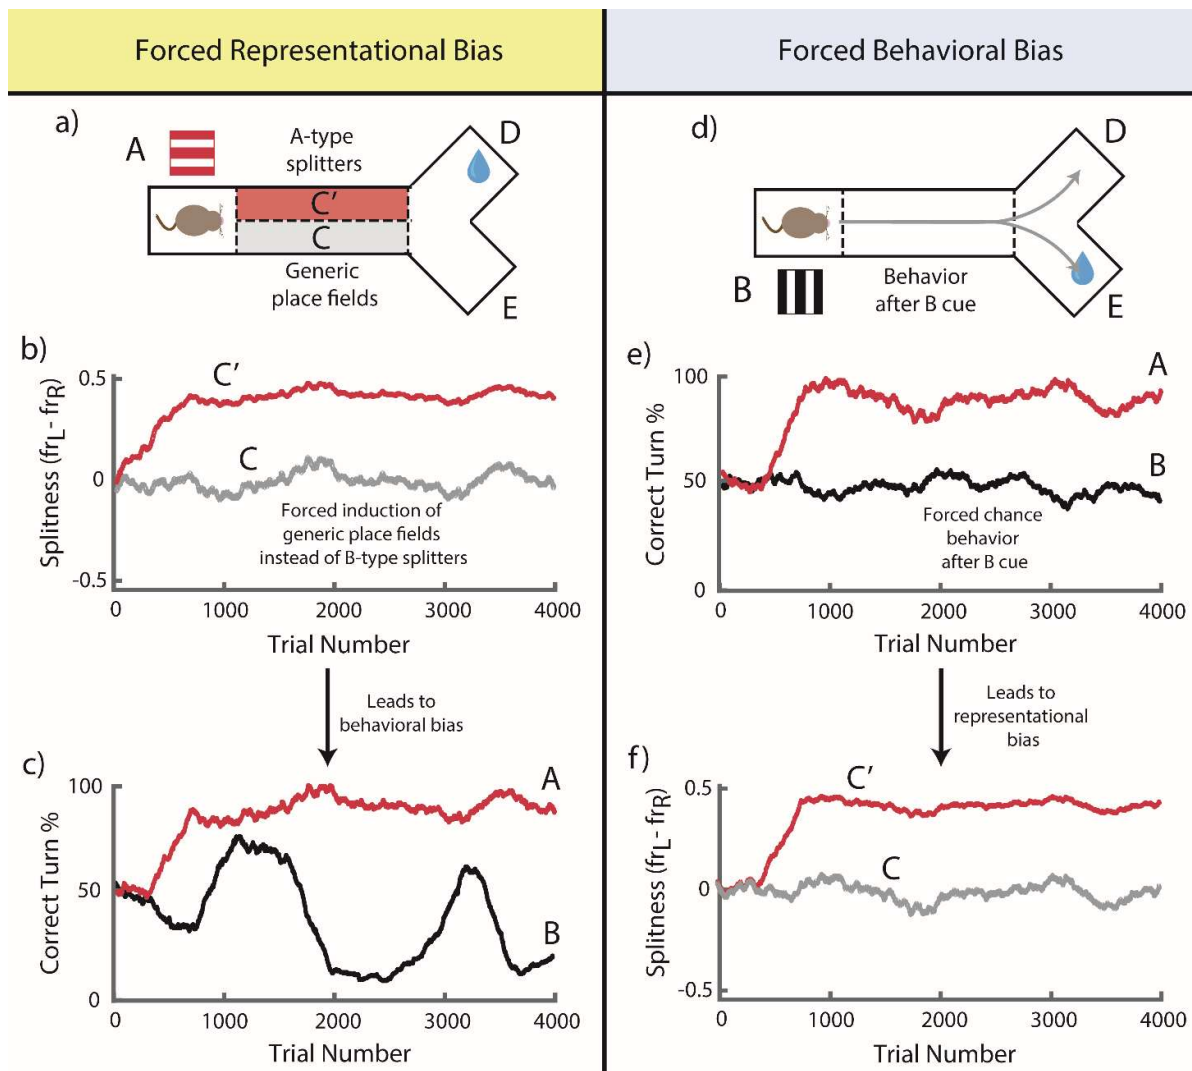 Forced Representational Bias
a)
A
A-type
splitters
C'
C
Generic
place fields
D
E
b)
Splitness (frL - frR)
0.5
0
-0.5
C'
C
Forced induction of
generic place fields
instead of B-type splitters
0 1000 2000 3000 4000
Trial Number
Leads to
behavioral bias
c)
Correct Turn %
100
50
0
A
B
0 1000 2000 3000 4000
Trial Number
Forced Behavioral Bias
d)
D
B
Behavior
after B cue
E
e)
Correct Turn %
100
50
0
A
B
Forced chance
behavior
after B cue
0 1000 2000 3000 4000
Trial Number
Leads to
representational
bias
f)
Splitness (frL - frR)
0.5
0
-0.5
C'
C
0 1000 2000 3000 4000
Trial Number